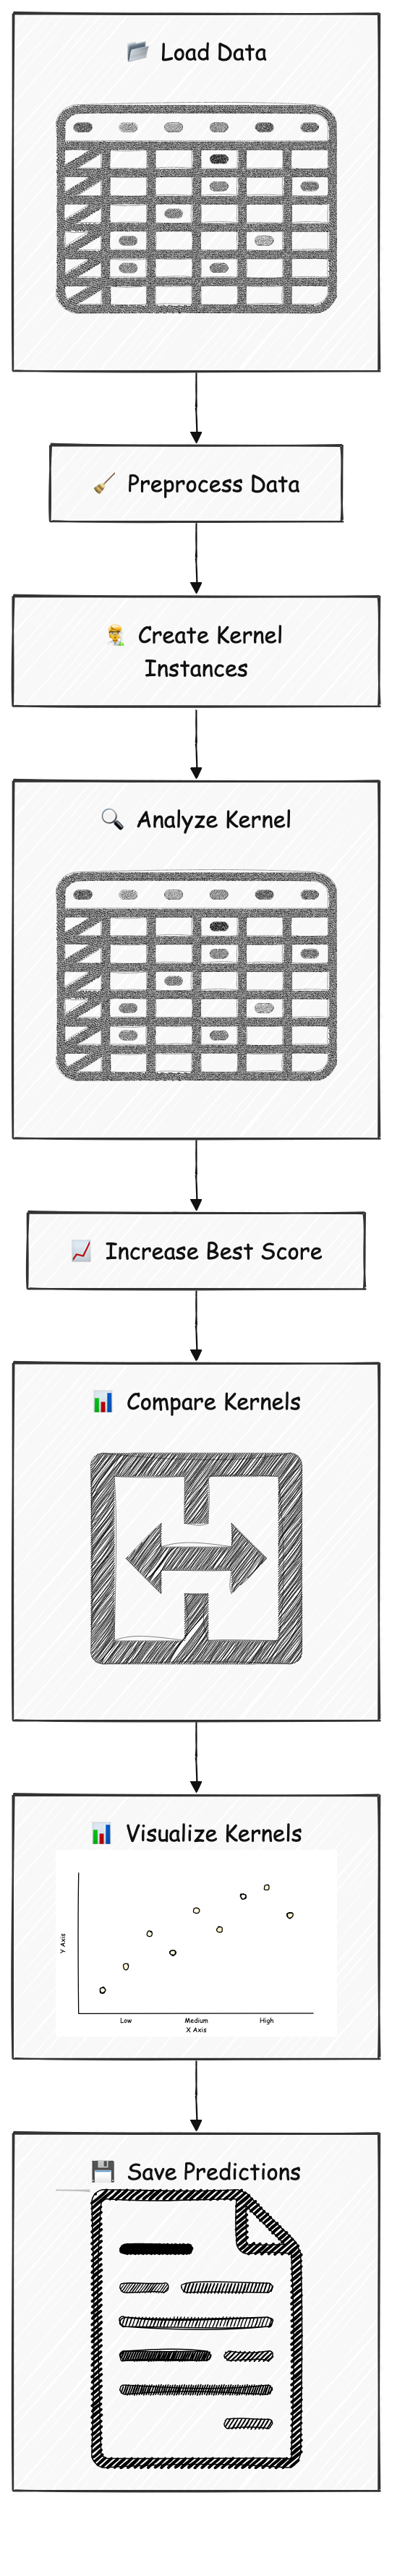 Load Data
Preprocess Data
Create Kernel
Instances
Analyze Kernel
Increase Best Score
Compare Kernels
Visualize Kernels
Y Axis
Low Medium High
X Axis
Save Predictions